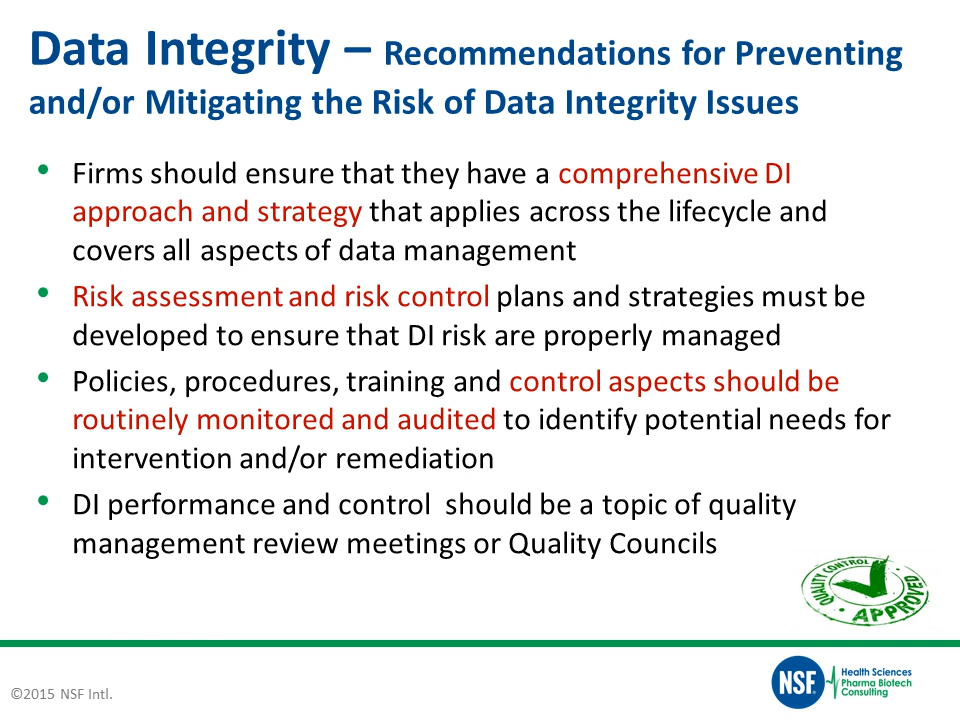 Data Integrity – Recommendations for Preventing
and/or Mitigating the Risk of Data Integrity Issues
• Firms should ensure that they have a comprehensive DI
approach and strategy that applies across the lifecycle and
covers all aspects of data management
• Risk assessment and risk control plans and strategies must be
developed to ensure that DI risk are properly managed
• Policies, procedures, training and control aspects should be
routinely monitored and audited to identify potential needs for
intervention and/or remediation
• DI performance and control  should be a topic of quality
management review meetings or Quality Councils
QUALITY CONTROL
APPROVED
©2015 NSF Intl.
NSF.
Health Sciences
Pharma Biotech
Consulting